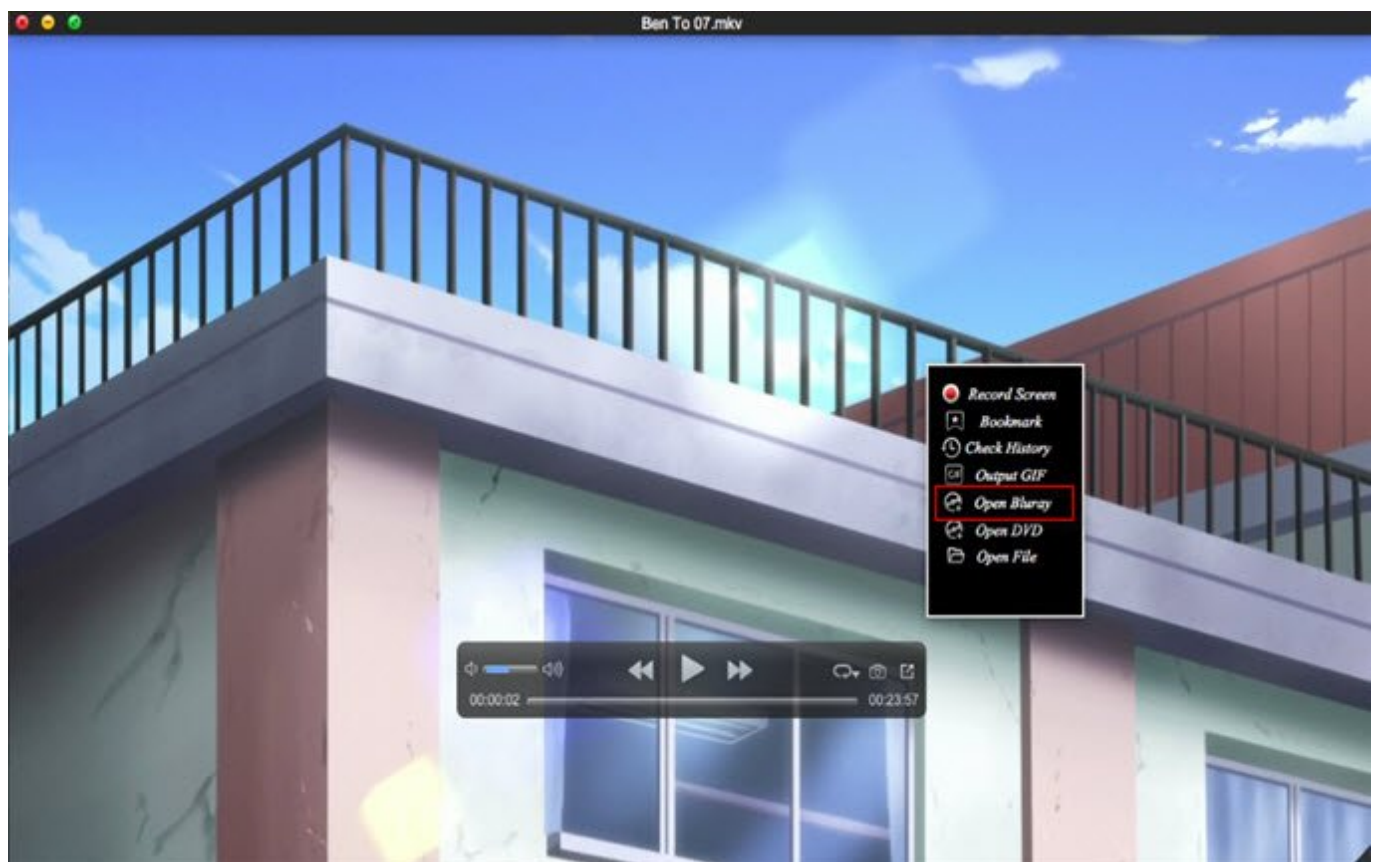 Ben To 07.mkv
Record Screen
Bookmark
Check History
GIF Output GIF
Open Bluray
Open DVD
Open File
00:00:02 00:23:57